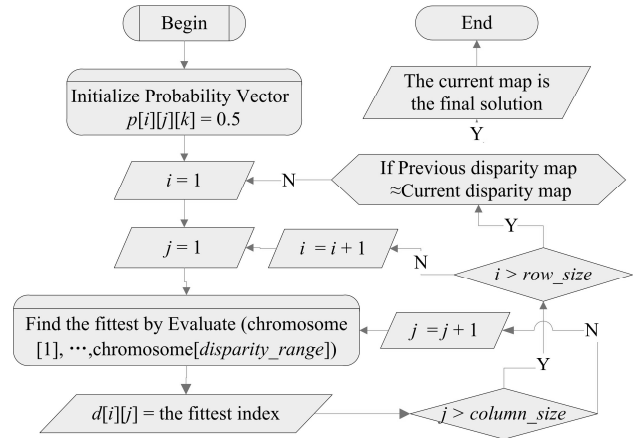 Begin
End
Initialize Probability Vector
p[i][j][k] = 0.5
The current map is
the final solution
Y
i = 1
N
If Previous disparity map
≈Current disparity map
Y
j = 1
i = i + 1
N
i > row_size
Find the fittest by Evaluate (chromosome
[1], ⋯,chromosome[disparity_range])
j = j + 1
N
Y
d[i][j] = the fittest index
j > column_size